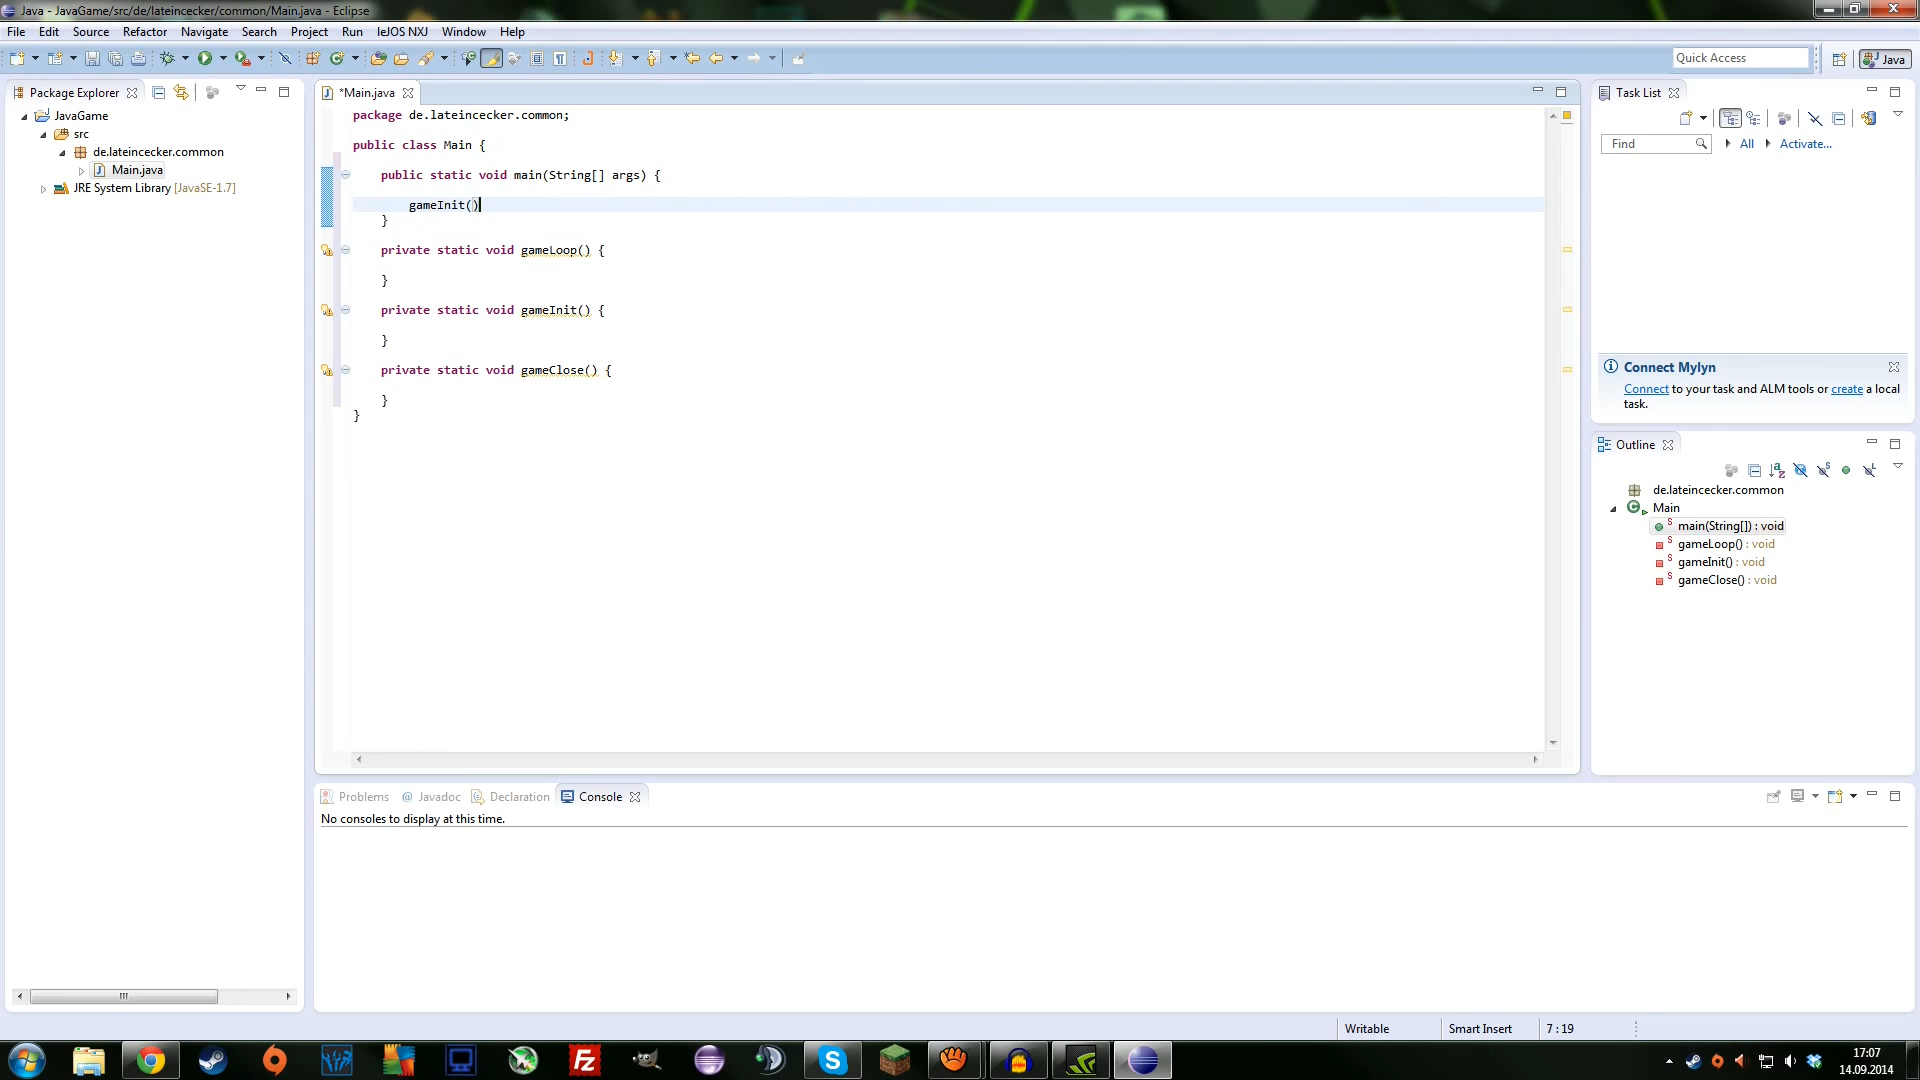 Java - JavaGame/src/de/lateincecker/common/Main.java - Eclipse
File Edit Source Refactor Navigate Search Project Run leJOS NXJ Window Help
Quick Access
Java
Package Explorer
JavaGame
src
de.lateincecker.common
Main.java
JRE System Library [JavaSE-1.7]
*Main.java
package de.lateincecker.common;
public class Main {
public static void main(String[] args) {
gameInit()
}
private static void gameLoop() {
}
private static void gameInit() {
}
private static void gameClose() {
}
}
Task List
Find
All
Activate...
Connect Mylyn
Connect to your task and ALM tools or create a local
task.
Outline
de.lateincecker.common
Main
main(String[]) : void
gameLoop() : void
gameInit() : void
gameClose() : void
Problems @ Javadoc Declaration Console
No consoles to display at this time.
Writable
Smart Insert
7 : 19
17:07
14.09.2014